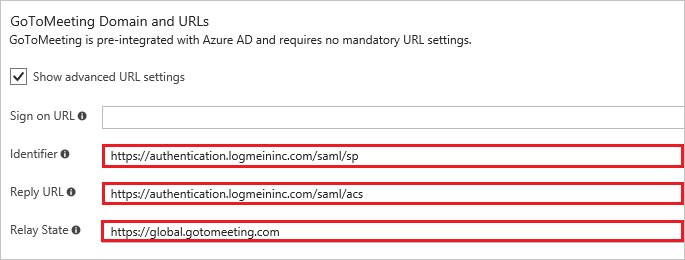 GoToMeeting Domain and URLs
GoToMeeting is pre-integrated with Azure AD and requires no mandatory URL settings.
Show advanced URL settings
Sign on URL
Identifier https://authentication.logmeininc.com/saml/sp
Reply URL https://authentication.logmeininc.com/saml/acs
Relay State https://global.gotomeeting.com